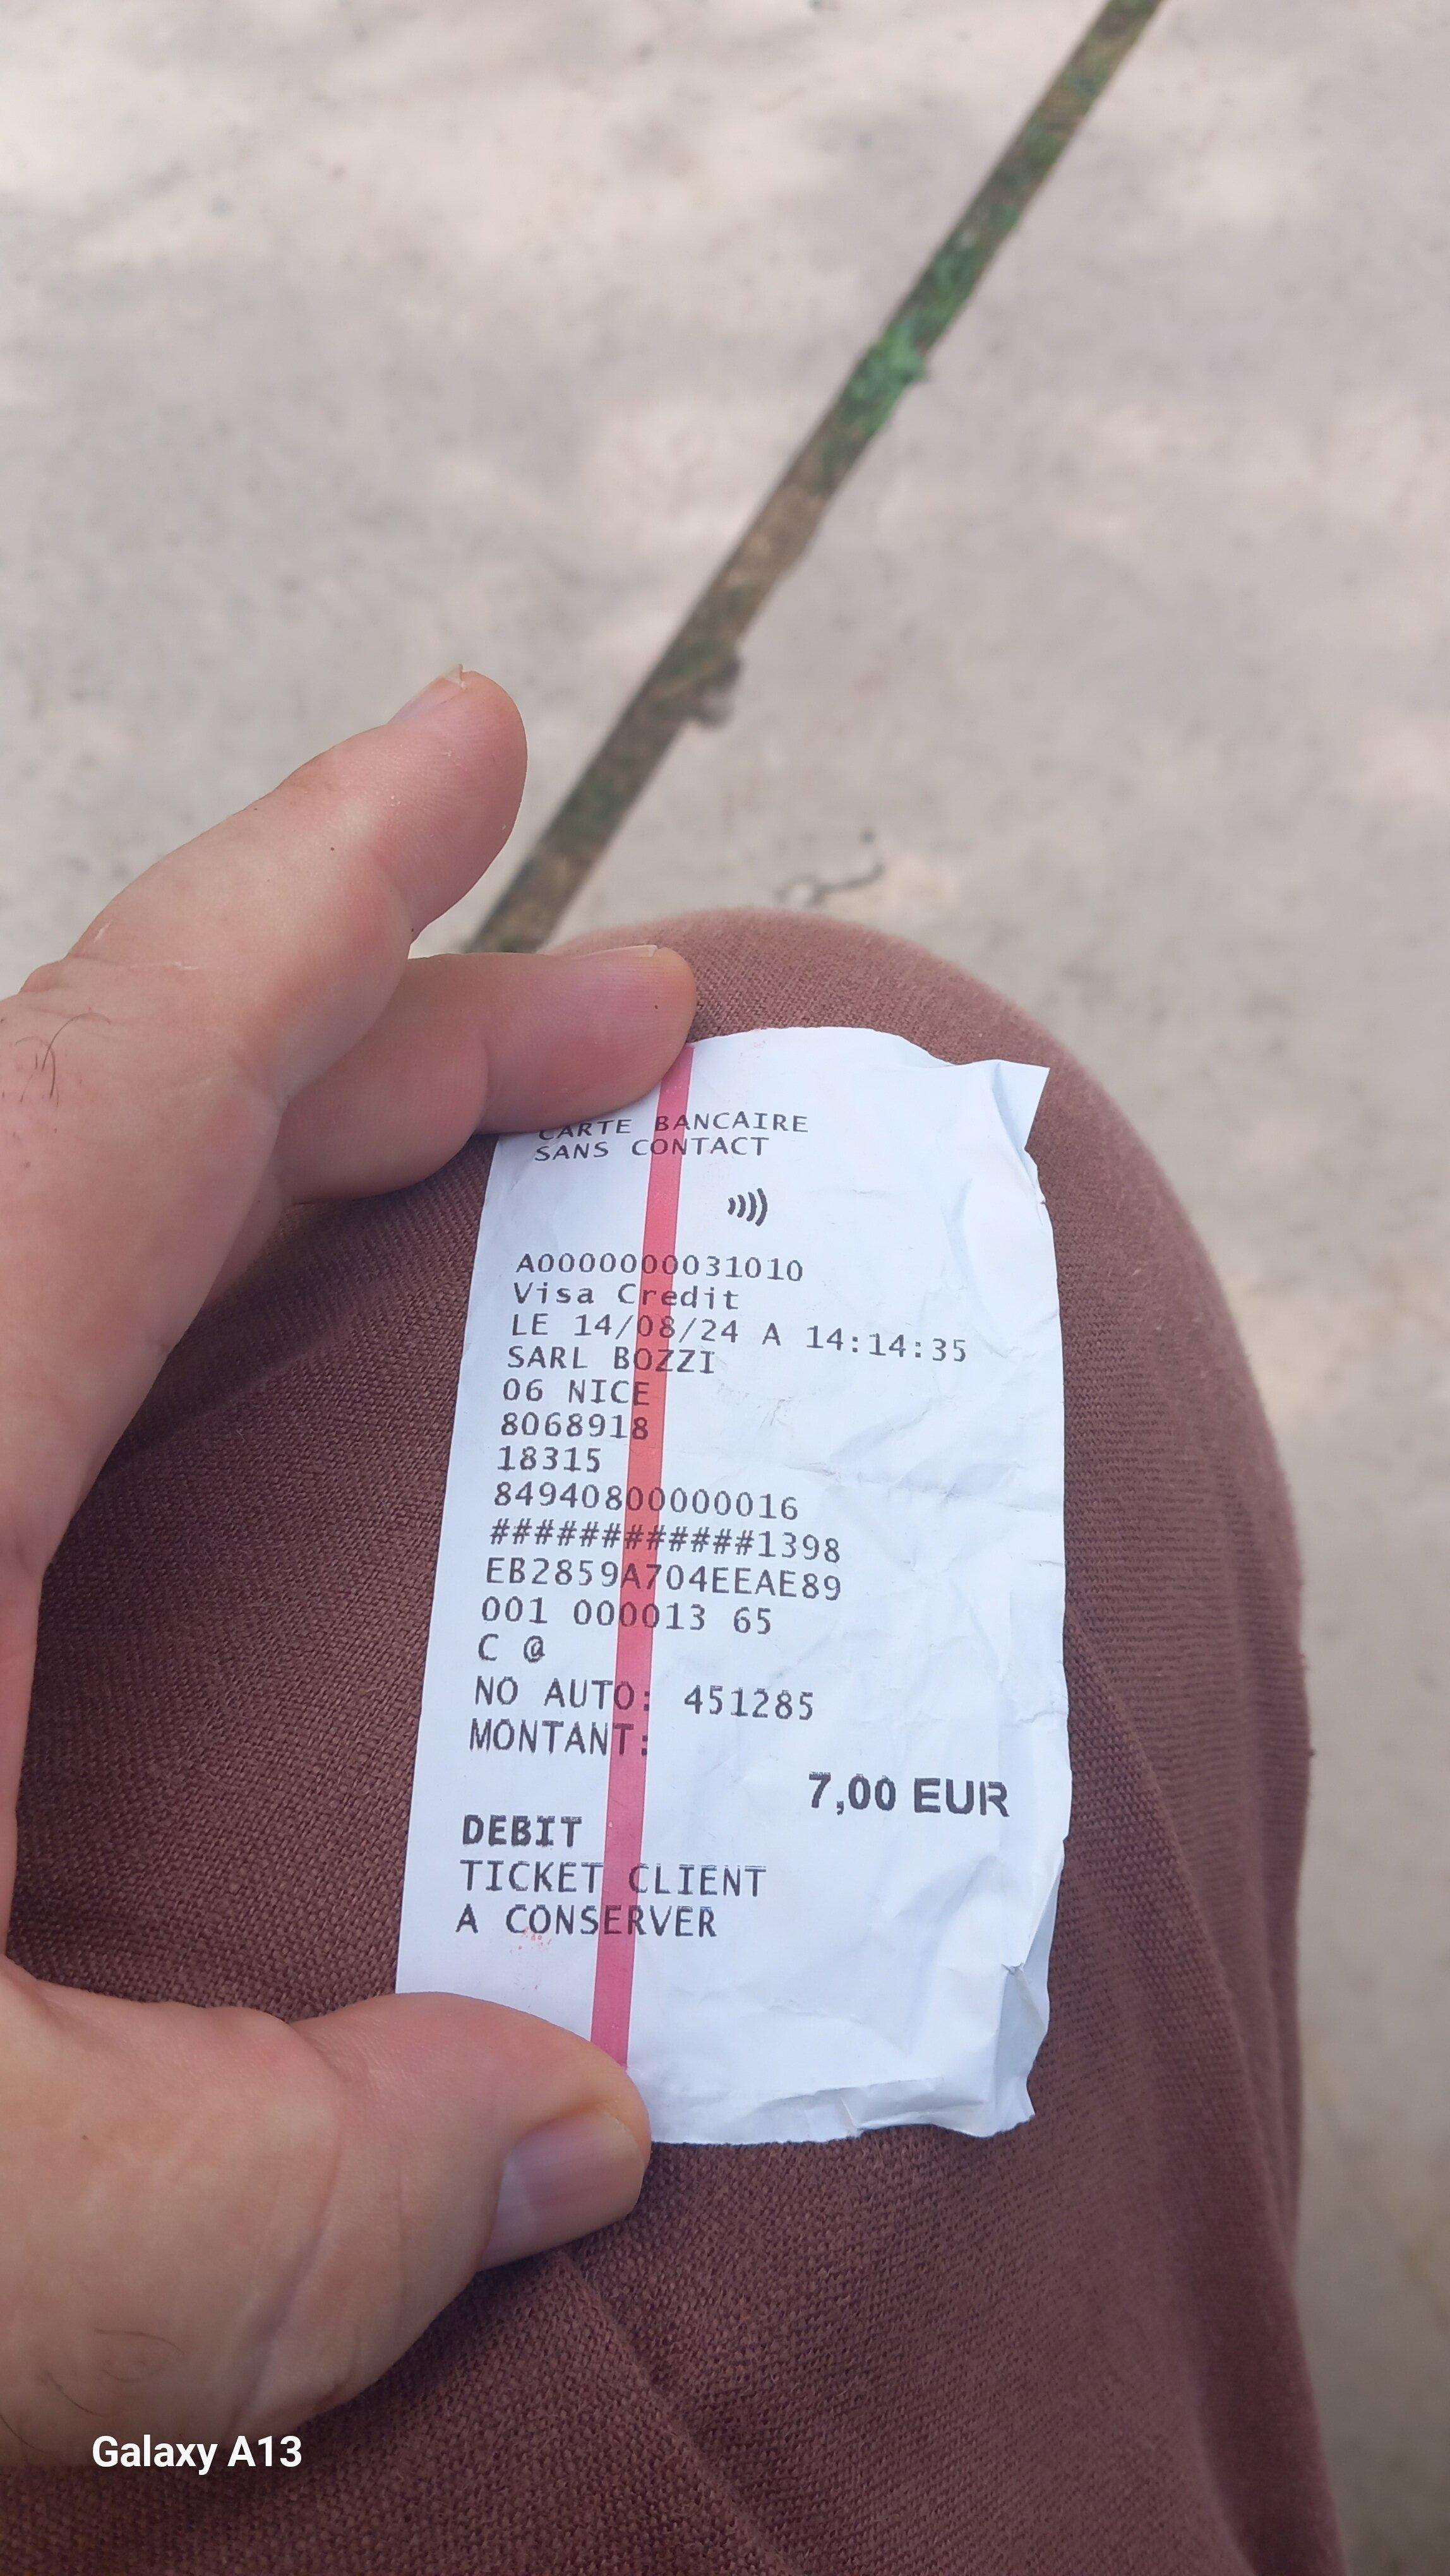 CARTE BANCAIRE
SANS CONTACT
A0000000031010
Visa Credit
LE 14/08/24 A 14:14:35
SARL BOZZI
06 NICE
8068918
18315
84940800000016
############1398
EB2859A704EEAE89
001 000013 65
C @
NO AUTO: 451285
MONTANT:
7,00 EUR
DEBIT
TICKET CLIENT
A CONSERVER
Galaxy A13